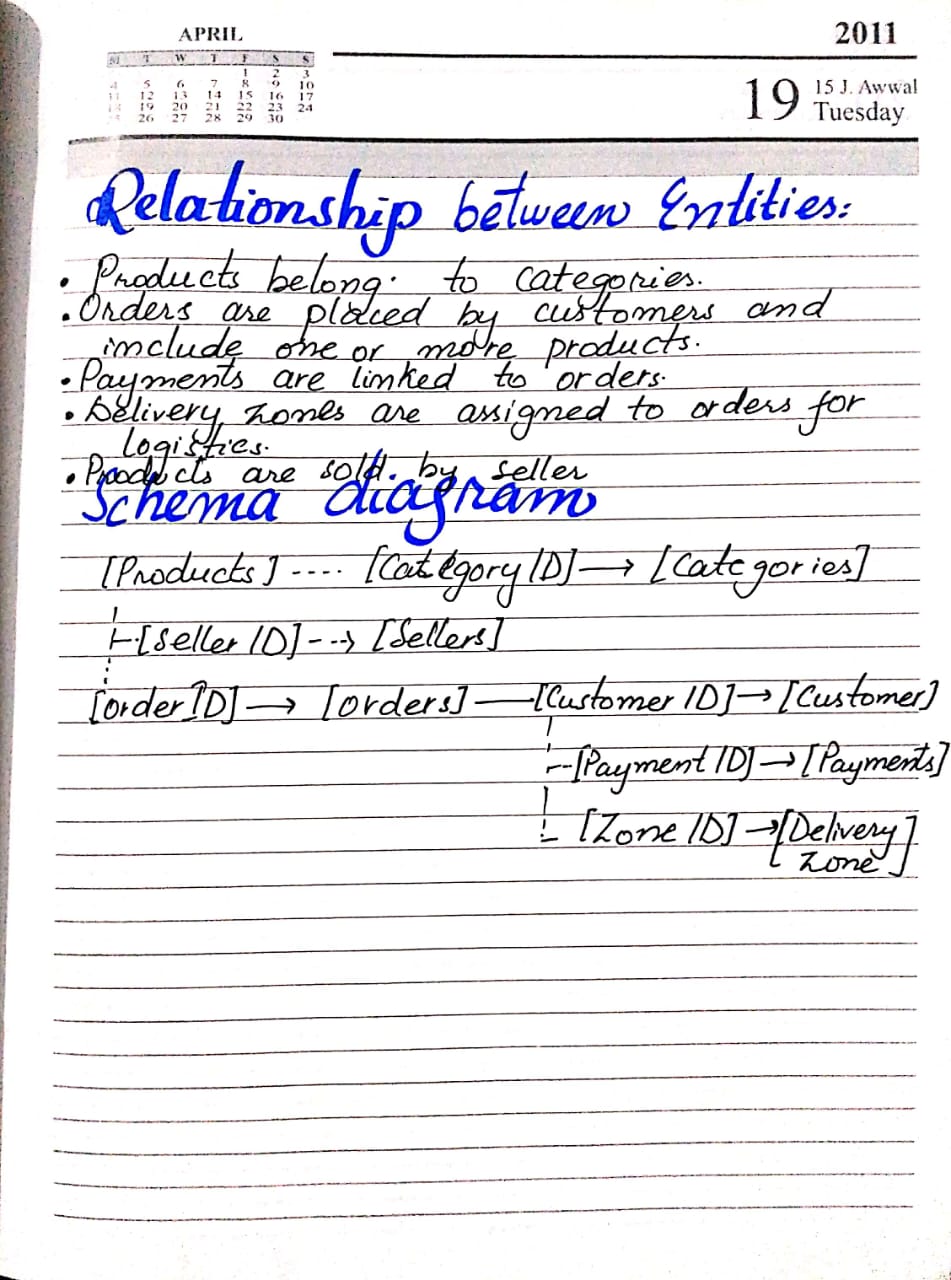 APRIL
2011
M T W T F S S
1 2 3
4 5 6 7 8 9 10
11 12 13 14 15 16 17
18 19 20 21 22 23 24
25 26 27 28 29 30
19 15 J. Awwal
Tuesday
Relationship between Entities:
• Products belong to categories.
• Orders are placed by customers and
include one or more products.
• Payments are linked to orders.
• Delivery zones are assigned to orders for
logistics.
• Products are sold by seller
Schema diagram
[Products] ---- [Category ID] → [Categories]
[Seller ID] --→ [Sellers]
[order ID] → [orders] — [Customer ID] → [Customer]
[Payment ID] → [Payments]
[Zone ID] → [Delivery
Zone]